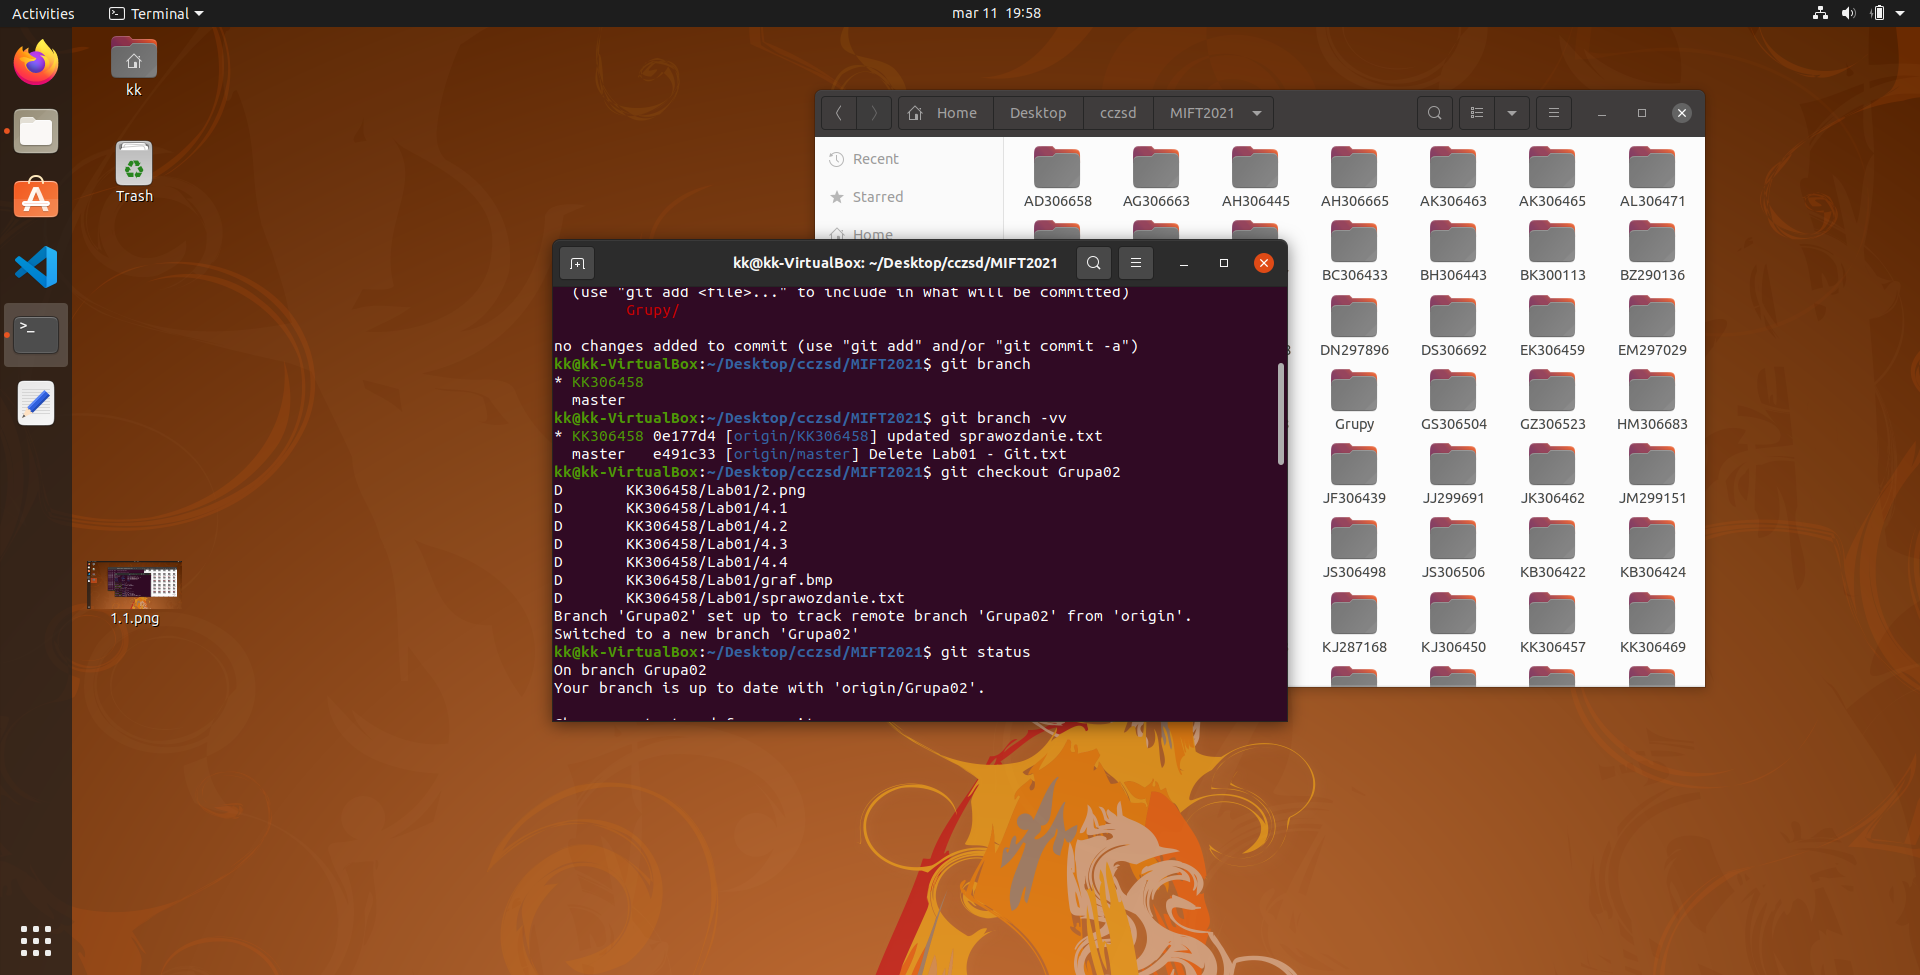 Activities
Terminal
mar 11 19:58
kk
Trash
1.1.png
Home
Desktop
cczsd
MIFT2021
Recent
Starred
Home
AD306658
AG306663
AH306445
AH306665
AK306463
AK306465
AL306471
BC306433
BH306443
BK300113
BZ290136
DN297896
DS306692
EK306459
EM297029
Grupy
GS306504
GZ306523
HM306683
JF306439
JJ299691
JK306462
JM299151
JS306498
JS306506
KB306422
KB306424
KJ287168
KJ306450
KK306457
KK306469
kk@kk-VirtualBox: ~/Desktop/cczsd/MIFT2021
(use "git add <file>..." to include in what will be committed)
Grupy/
no changes added to commit (use "git add" and/or "git commit -a")
kk@kk-VirtualBox:~/Desktop/cczsd/MIFT2021$ git branch
* KK306458
master
kk@kk-VirtualBox:~/Desktop/cczsd/MIFT2021$ git branch -vv
* KK306458 0e177d4 [origin/KK306458] updated sprawozdanie.txt
master e491c33 [origin/master] Delete Lab01 - Git.txt
kk@kk-VirtualBox:~/Desktop/cczsd/MIFT2021$ git checkout Grupa02
D KK306458/Lab01/2.png
D KK306458/Lab01/4.1
D KK306458/Lab01/4.2
D KK306458/Lab01/4.3
D KK306458/Lab01/4.4
D KK306458/Lab01/graf.bmp
D KK306458/Lab01/sprawozdanie.txt
Branch 'Grupa02' set up to track remote branch 'Grupa02' from 'origin'.
Switched to a new branch 'Grupa02'
kk@kk-VirtualBox:~/Desktop/cczsd/MIFT2021$ git status
On branch Grupa02
Your branch is up to date with 'origin/Grupa02'.